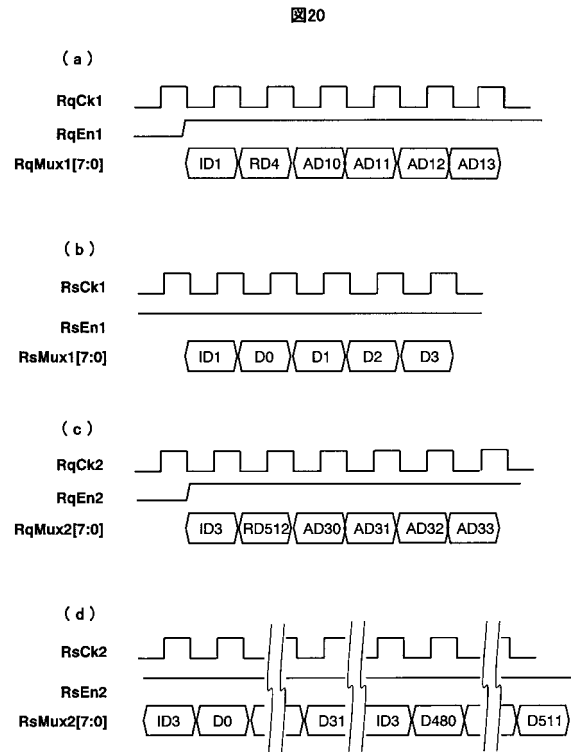 図20
(a)
RqCk1
RqEn1
RqMux1[7:0] ID1 RD4 AD10 AD11 AD12 AD13
(b)
RsCk1
RsEn1
RsMux1[7:0] ID1 D0 D1 D2 D3
(c)
RqCk2
RqEn2
RqMux2[7:0] ID3 RD512 AD30 AD31 AD32 AD33
(d)
RsCk2
RsEn2
RsMux2[7:0] ID3 D0 D31 ID3 D480 D511